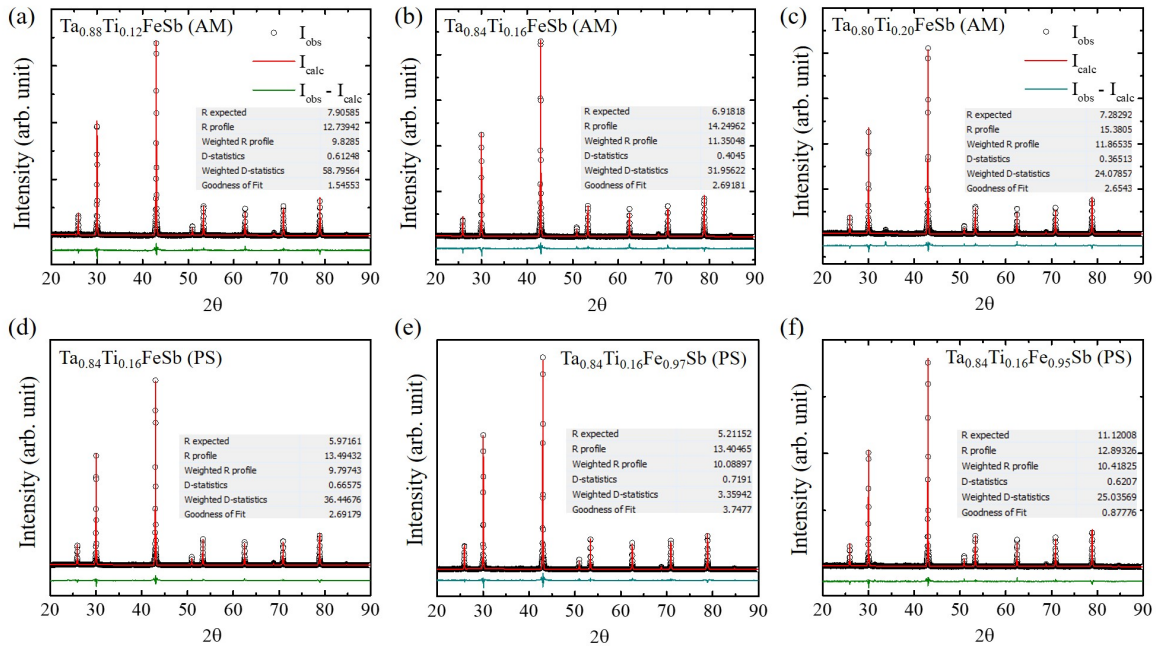 (a)
Ta0.88Ti0.12FeSb (AM)
Iobs
Icalc
Iobs - Icalc
R expected 7.90585
R profile 12.73942
Weighted R profile 9.8285
D-statistics 0.61248
Weighted D-statistics 58.79564
Goodness of Fit 1.54553
Intensity (arb. unit)
20 30 40 50 60 70 80 90
2θ
(b)
Ta0.84Ti0.16FeSb (AM)
R expected 6.91818
R profile 14.24962
Weighted R profile 11.35048
D-statistics 0.4045
Weighted D-statistics 31.95622
Goodness of Fit 2.69181
Intensity (arb. unit)
20 30 40 50 60 70 80 90
2θ
(c)
Ta0.80Ti0.20FeSb (AM)
Iobs
Icalc
Iobs - Icalc
R expected 7.28292
R profile 15.3805
Weighted R profile 11.86535
D-statistics 0.36513
Weighted D-statistics 24.07857
Goodness of Fit 2.6543
Intensity (arb. unit)
20 30 40 50 60 70 80 90
2θ
(d)
Ta0.84Ti0.16FeSb (PS)
R expected 5.97161
R profile 13.49432
Weighted R profile 9.79743
D-statistics 0.66575
Weighted D-statistics 36.44676
Goodness of Fit 2.69179
Intensity (arb. unit)
20 30 40 50 60 70 80 90
2θ
(e)
Ta0.84Ti0.16Fe0.97Sb (PS)
R expected 5.21152
R profile 13.40465
Weighted R profile 10.08897
D-statistics 0.7191
Weighted D-statistics 3.35942
Goodness of Fit 3.7477
Intensity (arb. unit)
20 30 40 50 60 70 80 90
2θ
(f)
Ta0.84Ti0.16Fe0.95Sb (PS)
R expected 11.12008
R profile 12.89326
Weighted R profile 10.41825
D-statistics 0.6207
Weighted D-statistics 25.03569
Goodness of Fit 0.87776
Intensity (arb. unit)
20 30 40 50 60 70 80 90
2θ